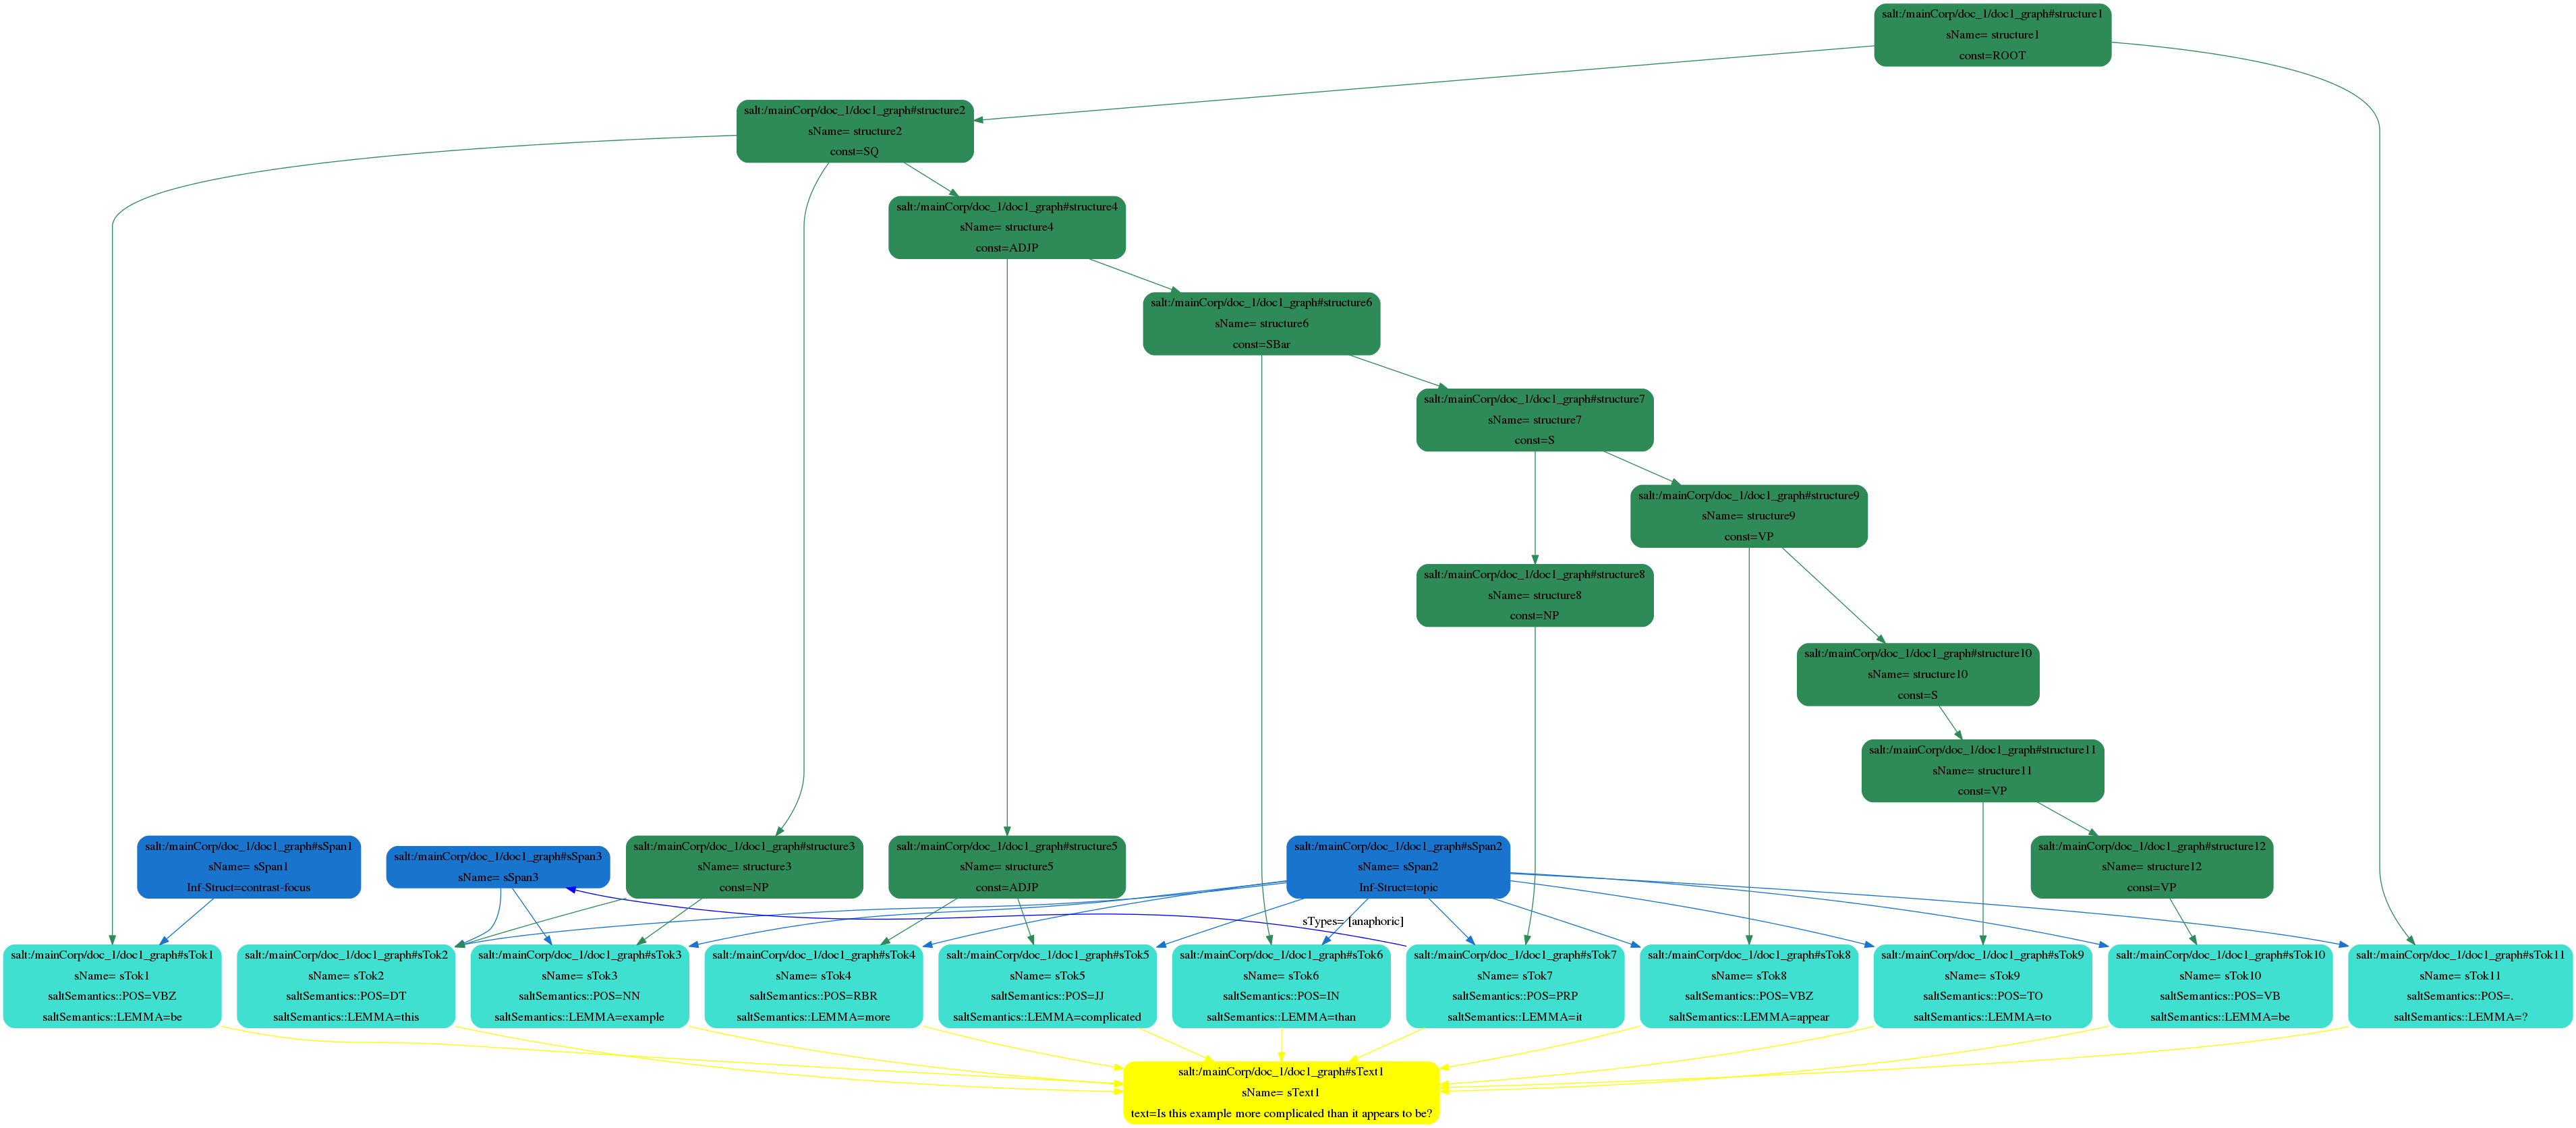 salt:/mainCorp/doc_1/doc1_graph#structure1
sName= structure1
const=ROOT
salt:/mainCorp/doc_1/doc1_graph#structure2
sName= structure2
const=SQ
salt:/mainCorp/doc_1/doc1_graph#structure4
sName= structure4
const=ADJP
salt:/mainCorp/doc_1/doc1_graph#structure6
sName= structure6
const=SBar
salt:/mainCorp/doc_1/doc1_graph#structure7
sName= structure7
const=S
salt:/mainCorp/doc_1/doc1_graph#structure9
sName= structure9
const=VP
salt:/mainCorp/doc_1/doc1_graph#structure8
sName= structure8
const=NP
salt:/mainCorp/doc_1/doc1_graph#structure10
sName= structure10
const=S
salt:/mainCorp/doc_1/doc1_graph#structure11
sName= structure11
const=VP
salt:/mainCorp/doc_1/doc1_graph#sSpan1
sName= sSpan1
Inf-Struct=contrast-focus
salt:/mainCorp/doc_1/doc1_graph#sSpan3
sName= sSpan3
salt:/mainCorp/doc_1/doc1_graph#structure3
sName= structure3
const=NP
salt:/mainCorp/doc_1/doc1_graph#structure5
sName= structure5
const=ADJP
salt:/mainCorp/doc_1/doc1_graph#sSpan2
sName= sSpan2
Inf-Struct=topic
salt:/mainCorp/doc_1/doc1_graph#structure12
sName= structure12
const=VP
sTypes= [anaphoric]
salt:/mainCorp/doc_1/doc1_graph#sTok1
sName= sTok1
saltSemantics::POS=VBZ
saltSemantics::LEMMA=be
salt:/mainCorp/doc_1/doc1_graph#sTok2
sName= sTok2
saltSemantics::POS=DT
saltSemantics::LEMMA=this
salt:/mainCorp/doc_1/doc1_graph#sTok3
sName= sTok3
saltSemantics::POS=NN
saltSemantics::LEMMA=example
salt:/mainCorp/doc_1/doc1_graph#sTok4
sName= sTok4
saltSemantics::POS=RBR
saltSemantics::LEMMA=more
salt:/mainCorp/doc_1/doc1_graph#sTok5
sName= sTok5
saltSemantics::POS=JJ
saltSemantics::LEMMA=complicated
salt:/mainCorp/doc_1/doc1_graph#sTok6
sName= sTok6
saltSemantics::POS=IN
saltSemantics::LEMMA=than
salt:/mainCorp/doc_1/doc1_graph#sTok7
sName= sTok7
saltSemantics::POS=PRP
saltSemantics::LEMMA=it
salt:/mainCorp/doc_1/doc1_graph#sTok8
sName= sTok8
saltSemantics::POS=VBZ
saltSemantics::LEMMA=appear
salt:/mainCorp/doc_1/doc1_graph#sTok9
sName= sTok9
saltSemantics::POS=TO
saltSemantics::LEMMA=to
salt:/mainCorp/doc_1/doc1_graph#sTok10
sName= sTok10
saltSemantics::POS=VB
saltSemantics::LEMMA=be
salt:/mainCorp/doc_1/doc1_graph#sTok11
sName= sTok11
saltSemantics::POS=.
saltSemantics::LEMMA=?
salt:/mainCorp/doc_1/doc1_graph#sText1
sName= sText1
text=Is this example more complicated than it appears to be?